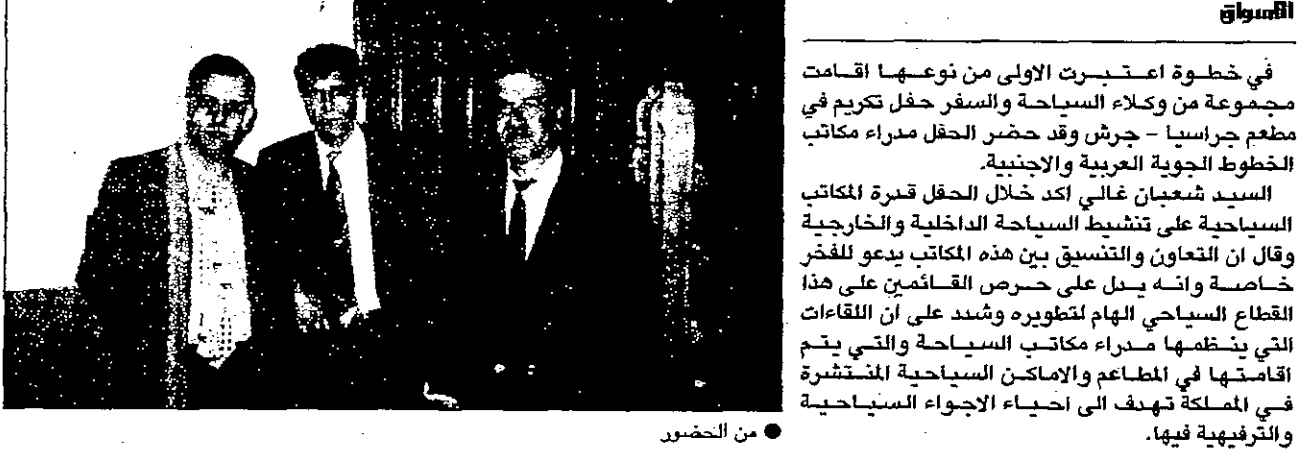 الاسواق
في خطوة اعتبرت الاولى من نوعها اقامت
مجموعة من وكلاء السياحة والسفر حفل تكريم في
مطعم جراسيا - جرش وقد حضر الحفل مدراء مكاتب
الخطوط الجوية العربية والاجنبية.
السيد شعبان غالي اكد خلال الحفل قدرة المكاتب
السياحية على تنشيط السياحة الداخلية والخارجية
وقال ان التعاون والتنسيق بين هذه المكاتب يدعو للفخر
خاصة وانه يدل على حرص القائمين على هذا
القطاع السياحي الهام لتطويره وشدد على ان اللقاءات
التي ينظمها مدراء مكاتب السياحة والتي يتم
اقامتها في المطاعم والاماكن السياحية المنتشرة
في المملكة تهدف الى احياء الاجواء السياحية
والترفيهية فيها.
● من الحضور